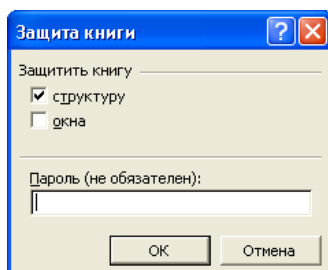 Защита книги
Защитить книгу
структуру
окна
Пароль (не обязателен):
ОК
Отмена